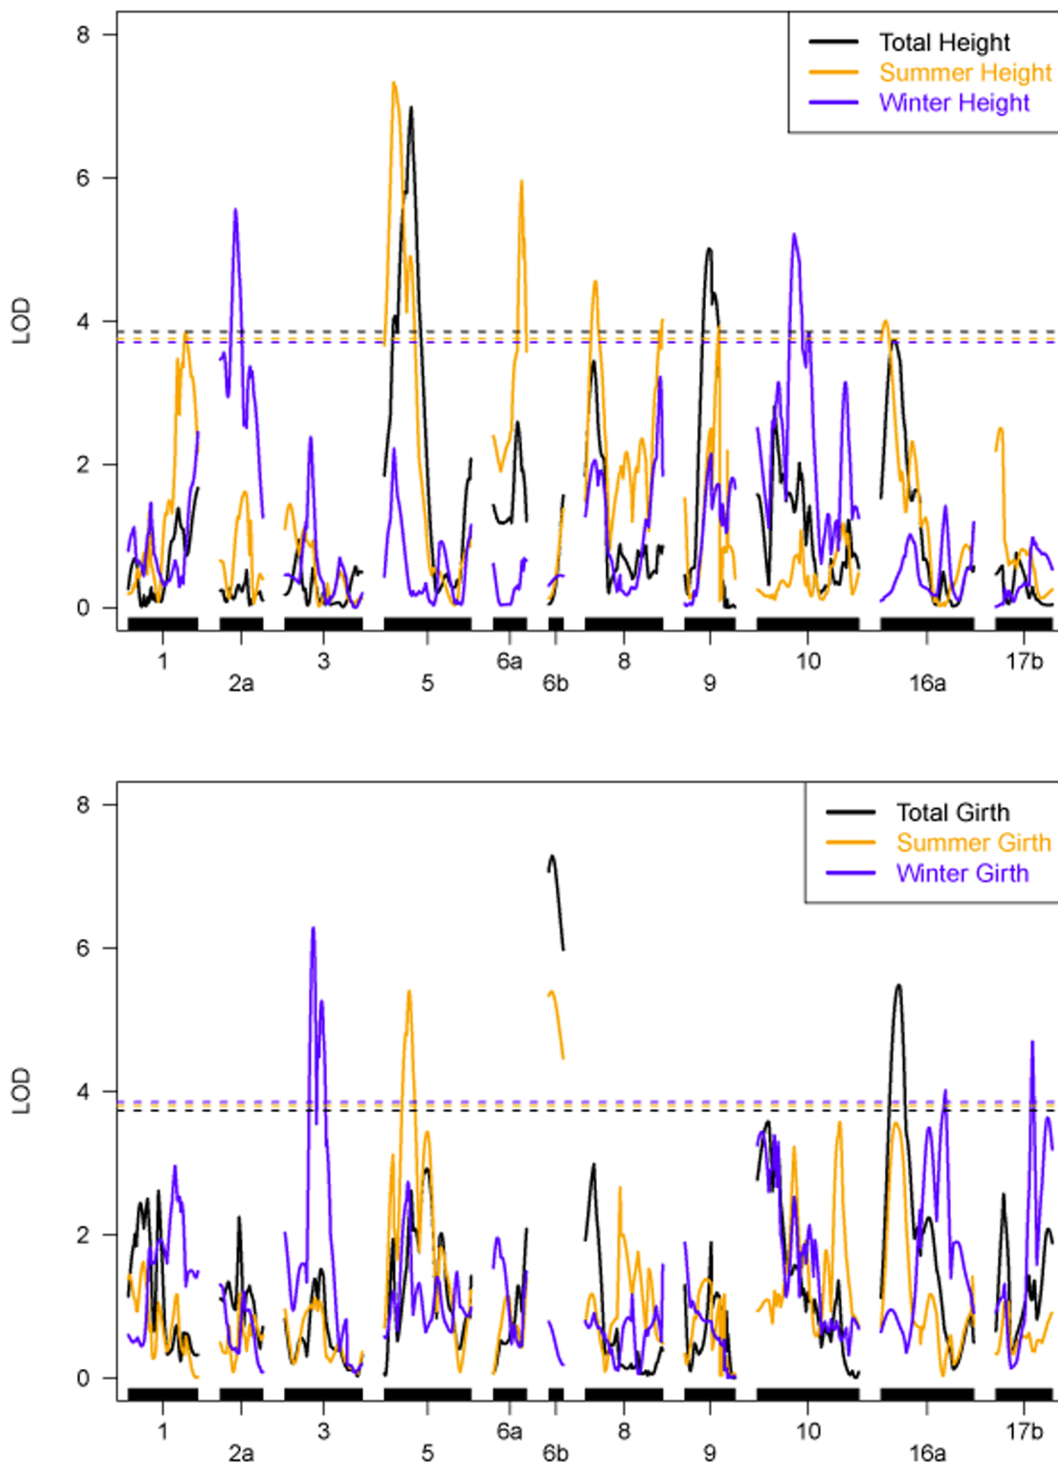 8
6
4
2
0
LOD
Total Height
Summer Height
Winter Height
1
2a
3
5
6a
6b
8
9
10
16a
17b
8
6
4
2
0
LOD
Total Girth
Summer Girth
Winter Girth
1
2a
3
5
6a
6b
8
9
10
16a
17b